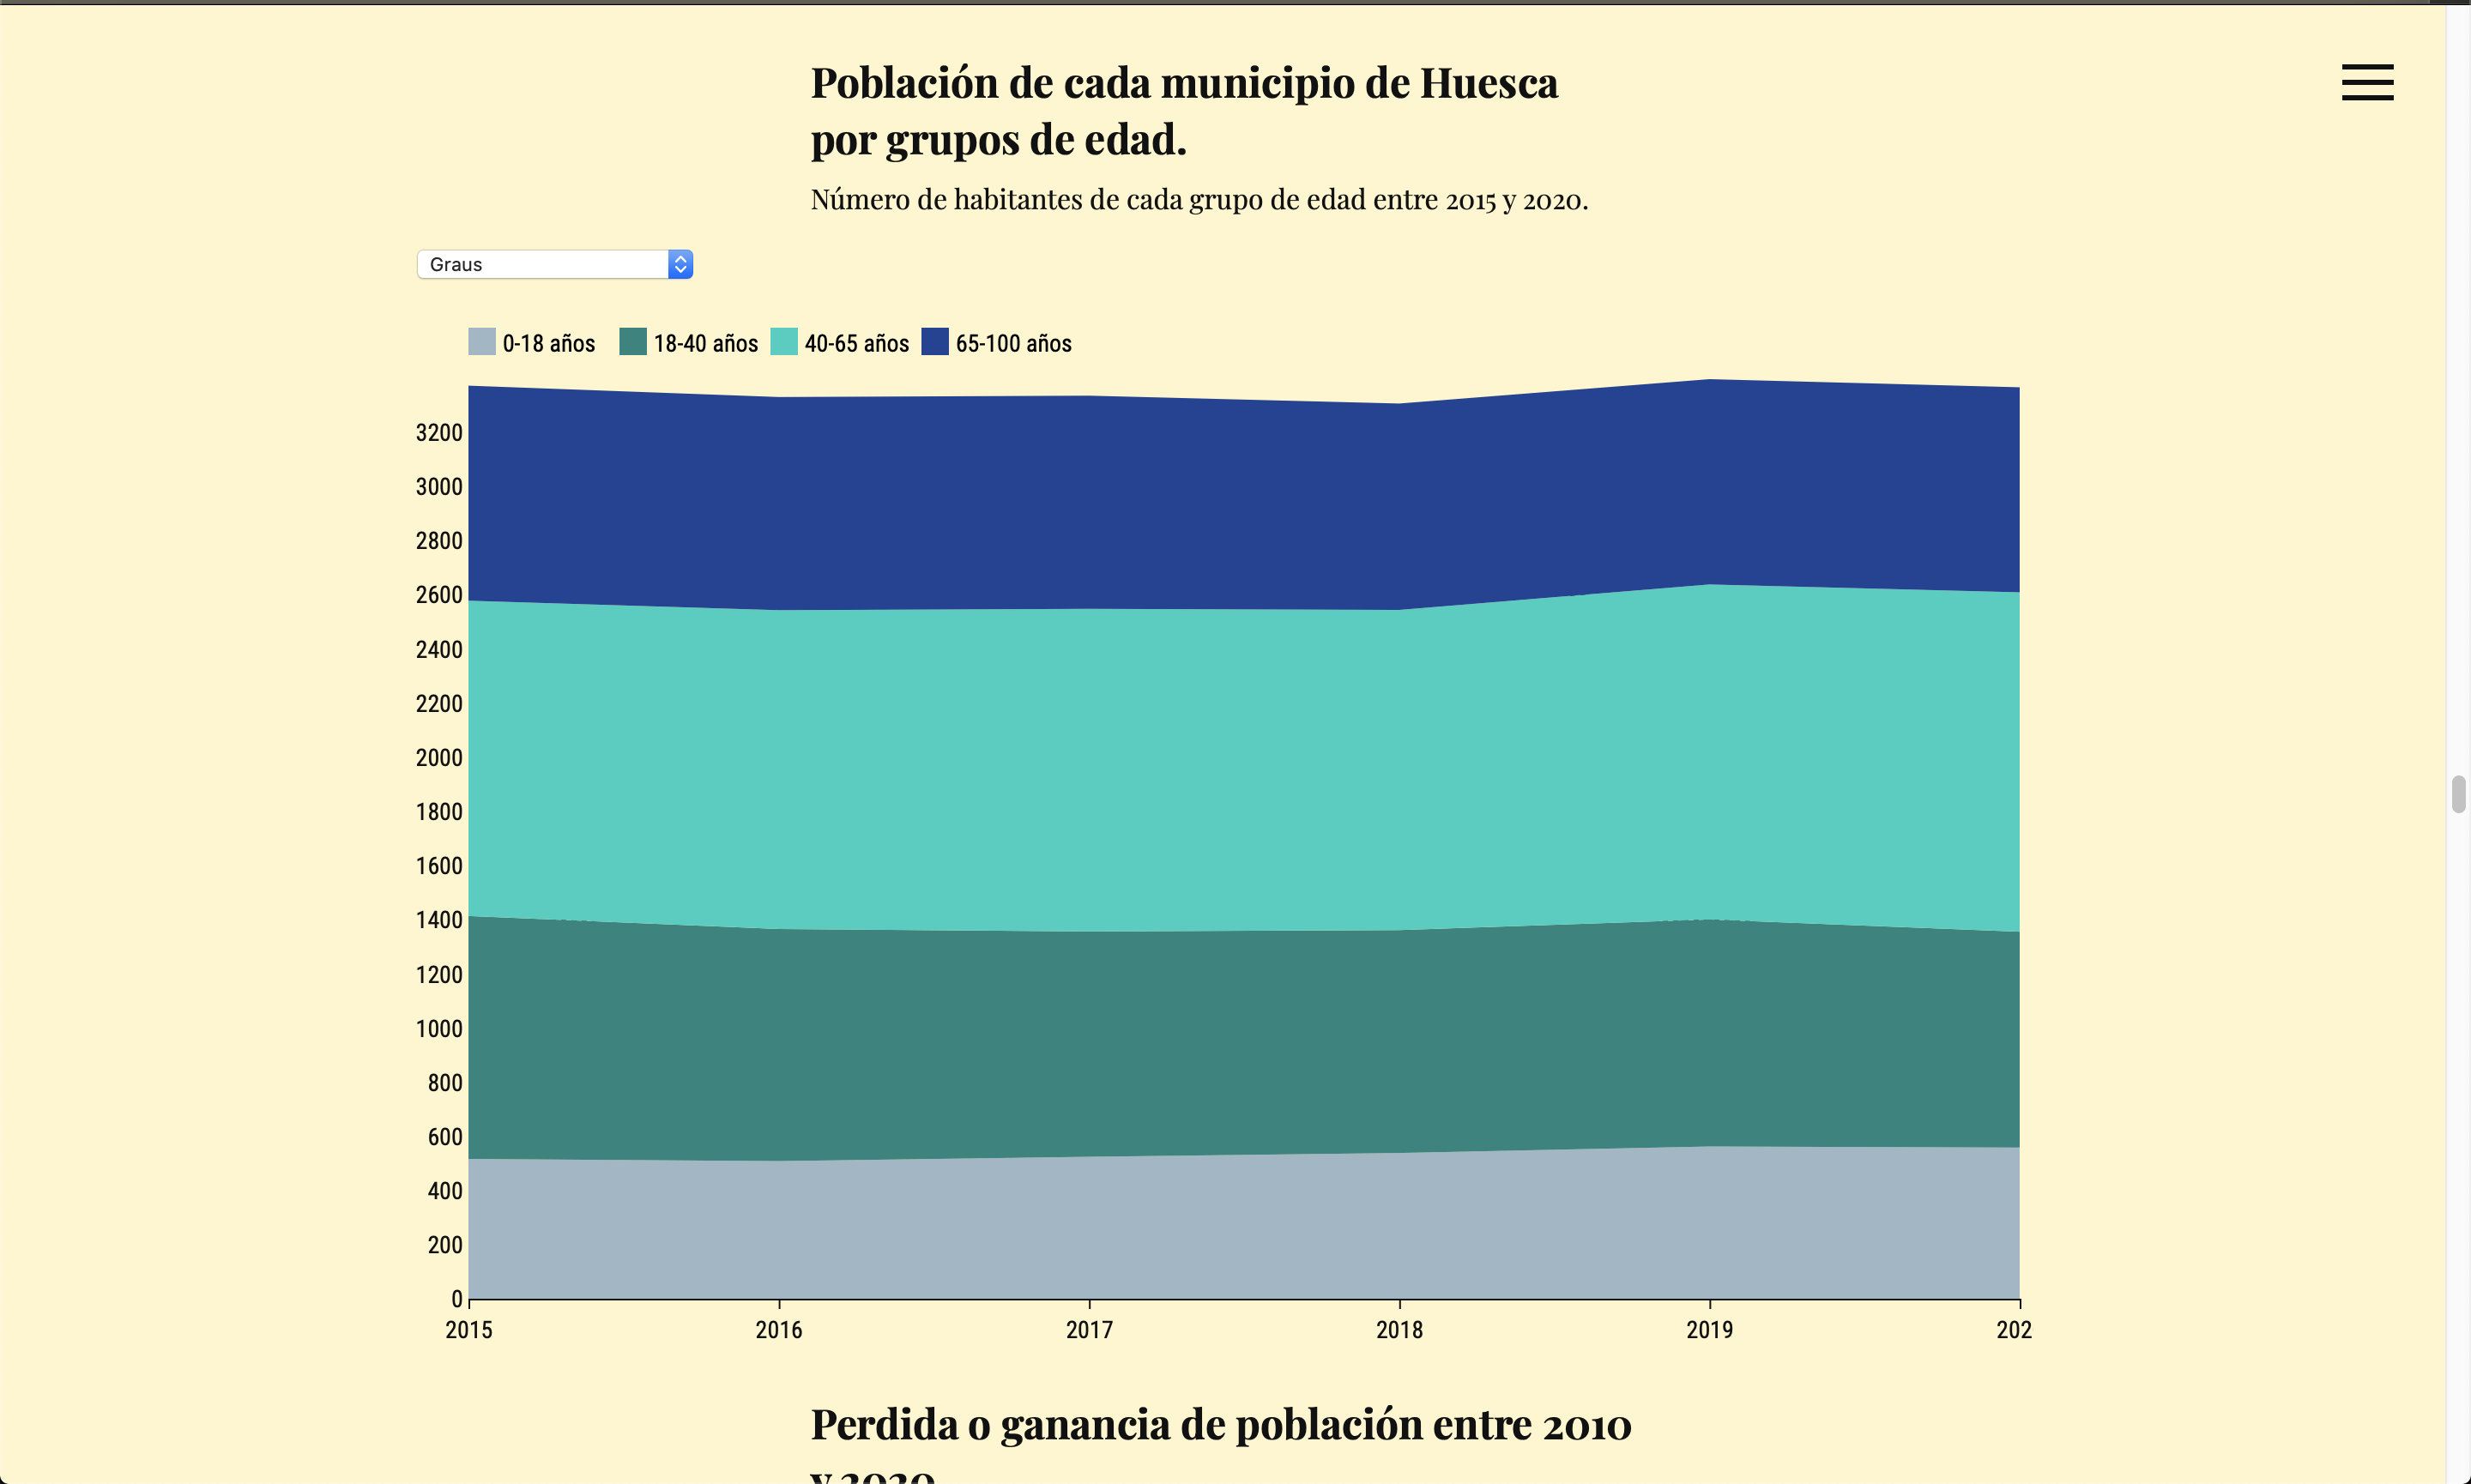 Población de cada municipio de Huesca
por grupos de edad.
Número de habitantes de cada grupo de edad entre 2015 y 2020.
Graus
0-18 años 18-40 años 40-65 años 65-100 años
3200
3000
2800
2600
2400
2200
2000
1800
1600
1400
1200
1000
800
600
400
200
0
2015 2016 2017 2018 2019 202
Perdida o ganancia de población entre 2010
y 2020